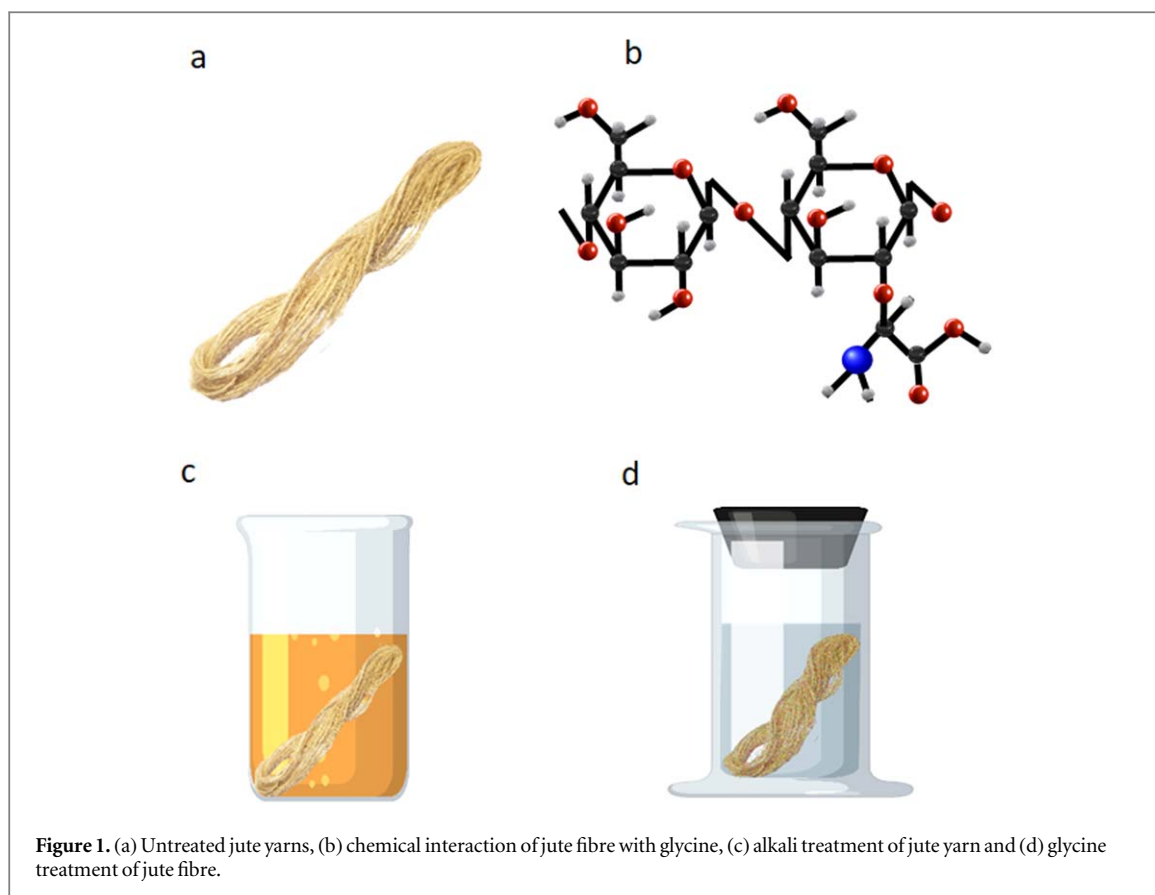 a
b
c
d
Figure 1. (a) Untreated jute yarns, (b) chemical interaction of jute fibre with glycine, (c) alkali treatment of jute yarn and (d) glycine
treatment of jute fibre.